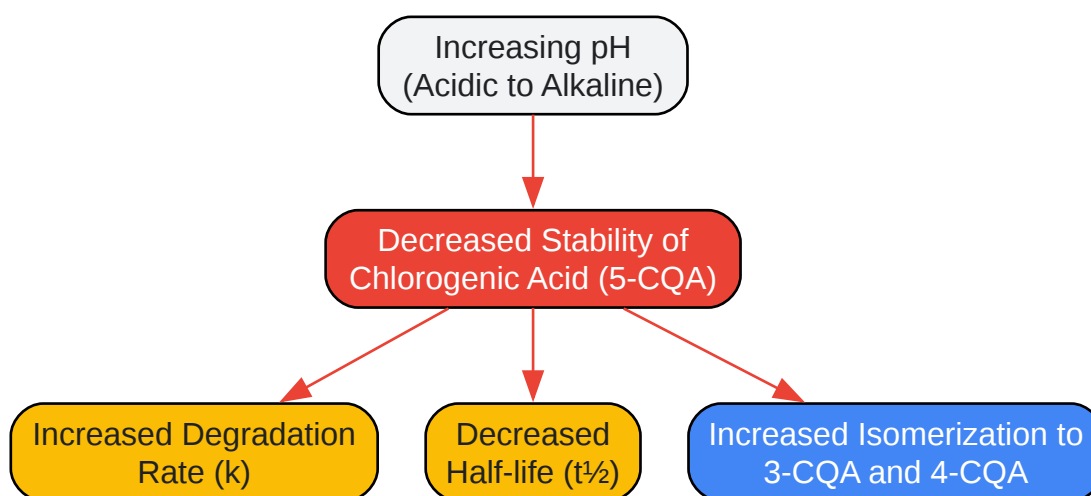 Increasing pH
(Acidic to Alkaline)
Decreased Stability of
Chlorogenic Acid (5-CQA)
Increased Degradation
Rate (k)
Decreased
Half-life (t½)
Increased Isomerization to
3-CQA and 4-CQA